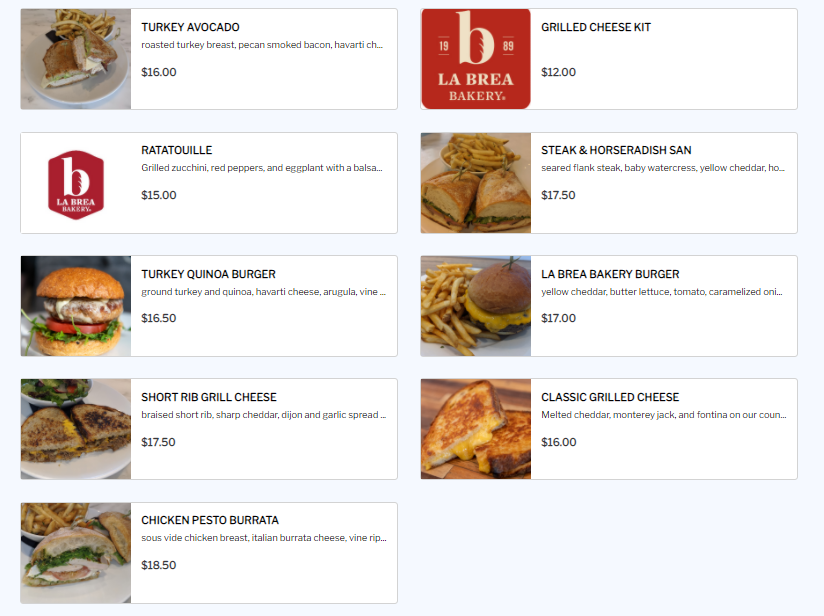 TURKEY AVOCADO
roasted turkey breast, pecan smoked bacon, havarti ch...
$16.00
19 b 89
LA BREA
BAKERY®
GRILLED CHEESE KIT
$12.00
b
LA BREA
BAKERY®
RATATOUILLE
Grilled zucchini, red peppers, and eggplant with a balsa...
$15.00
STEAK & HORSERADISH SAN
seared flank steak, baby watercress, yellow cheddar, ho...
$17.50
TURKEY QUINOA BURGER
ground turkey and quinoa, havarti cheese, arugula, vine ...
$16.50
LA BREA BAKERY BURGER
yellow cheddar, butter lettuce, tomato, caramelized oni...
$17.00
SHORT RIB GRILL CHEESE
braised short rib, sharp cheddar, dijon and garlic spread ...
$17.50
CLASSIC GRILLED CHEESE
Melted cheddar, monterey jack, and fontina on our coun...
$16.00
CHICKEN PESTO BURRATA
sous vide chicken breast, italian burrata cheese, vine rip...
$18.50